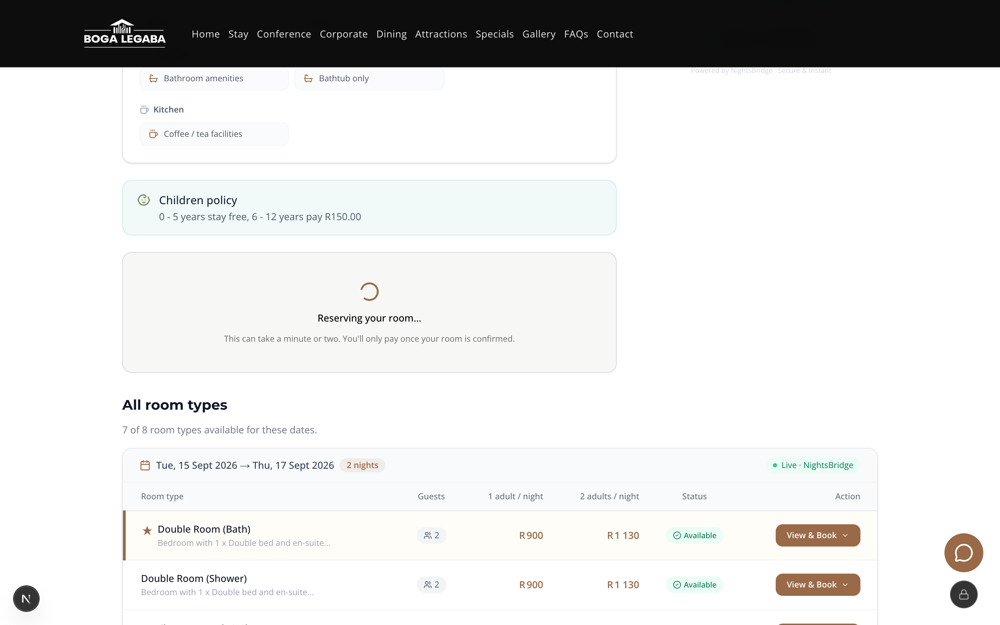 BOGA LEGABA
Home Stay Conference Corporate Dining Attractions Specials Gallery FAQs Contact
Powered by NightsBridge · Secure & Instant
Bathroom amenities
Bathtub only
Kitchen
Coffee / tea facilities
Children policy
0 - 5 years stay free, 6 - 12 years pay R150.00
Reserving your room...
This can take a minute or two. You'll only pay once your room is confirmed.
All room types
7 of 8 room types available for these dates.
Tue, 15 Sept 2026 → Thu, 17 Sept 2026 2 nights
Live · NightsBridge
Room type Guests 1 adult / night 2 adults / night Status Action
Double Room (Bath)
Bedroom with 1 x Double bed and en-suite...
2 R 900 R 1 130 Available View & Book
Double Room (Shower)
Bedroom with 1 x Double bed and en-suite...
2 R 900 R 1 130 Available View & Book
N